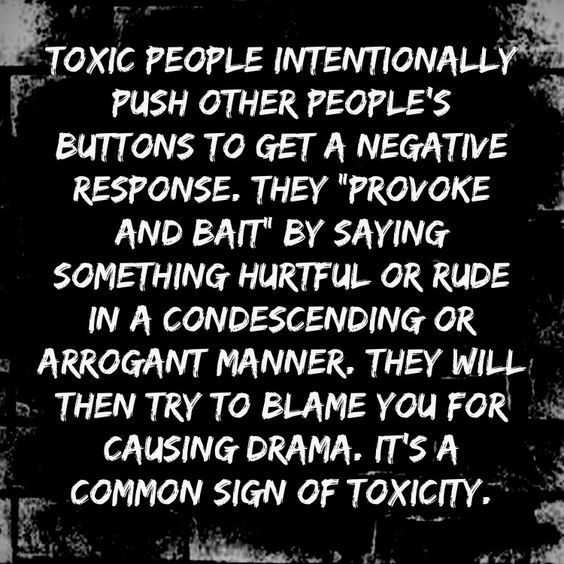 TOXIC PEOPLE INTENTIONALLY
PUSH OTHER PEOPLE'S
BUTTONS TO GET A NEGATIVE
RESPONSE. THEY "PROVOKE
AND BAIT" BY SAYING
SOMETHING HURTFUL OR RUDE
IN A CONDESCENDING OR
ARROGANT MANNER. THEY WILL
THEN TRY TO BLAME YOU FOR
CAUSING DRAMA. IT'S A
COMMON SIGN OF TOXICITY.